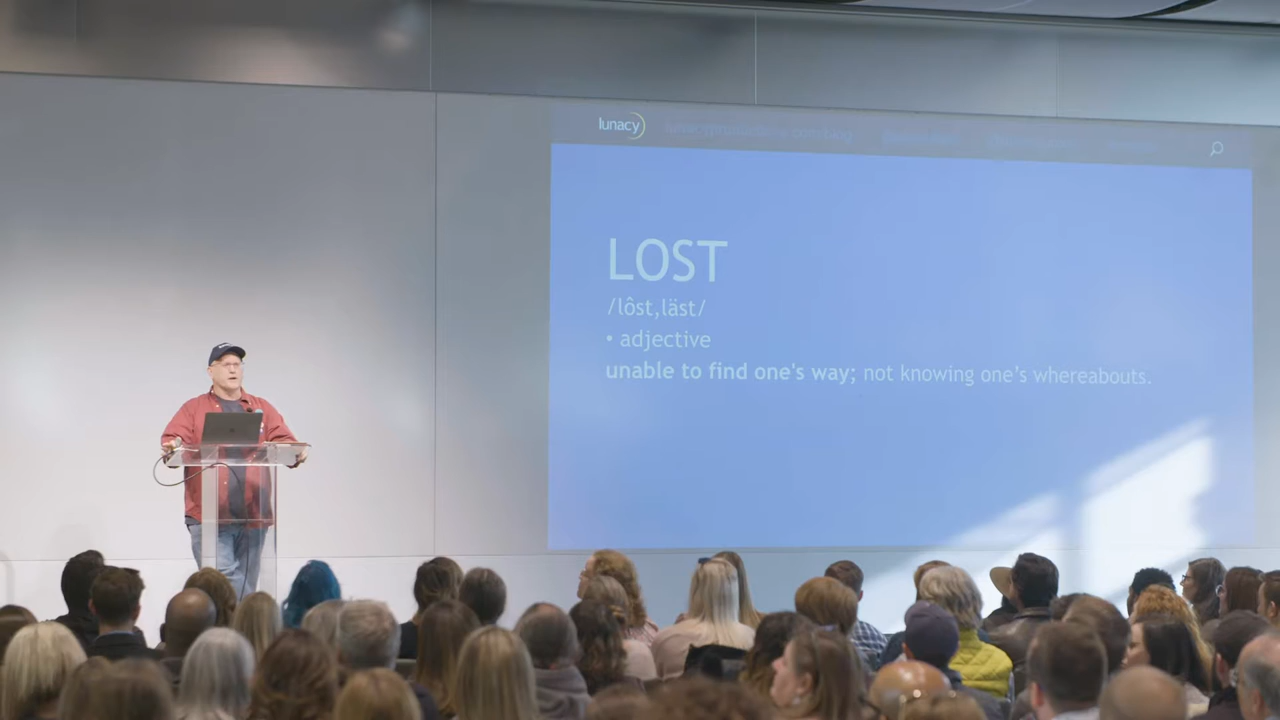 lunacy
LOST
/lôst,läst/
• adjective
unable to find one's way; not knowing one's whereabouts.